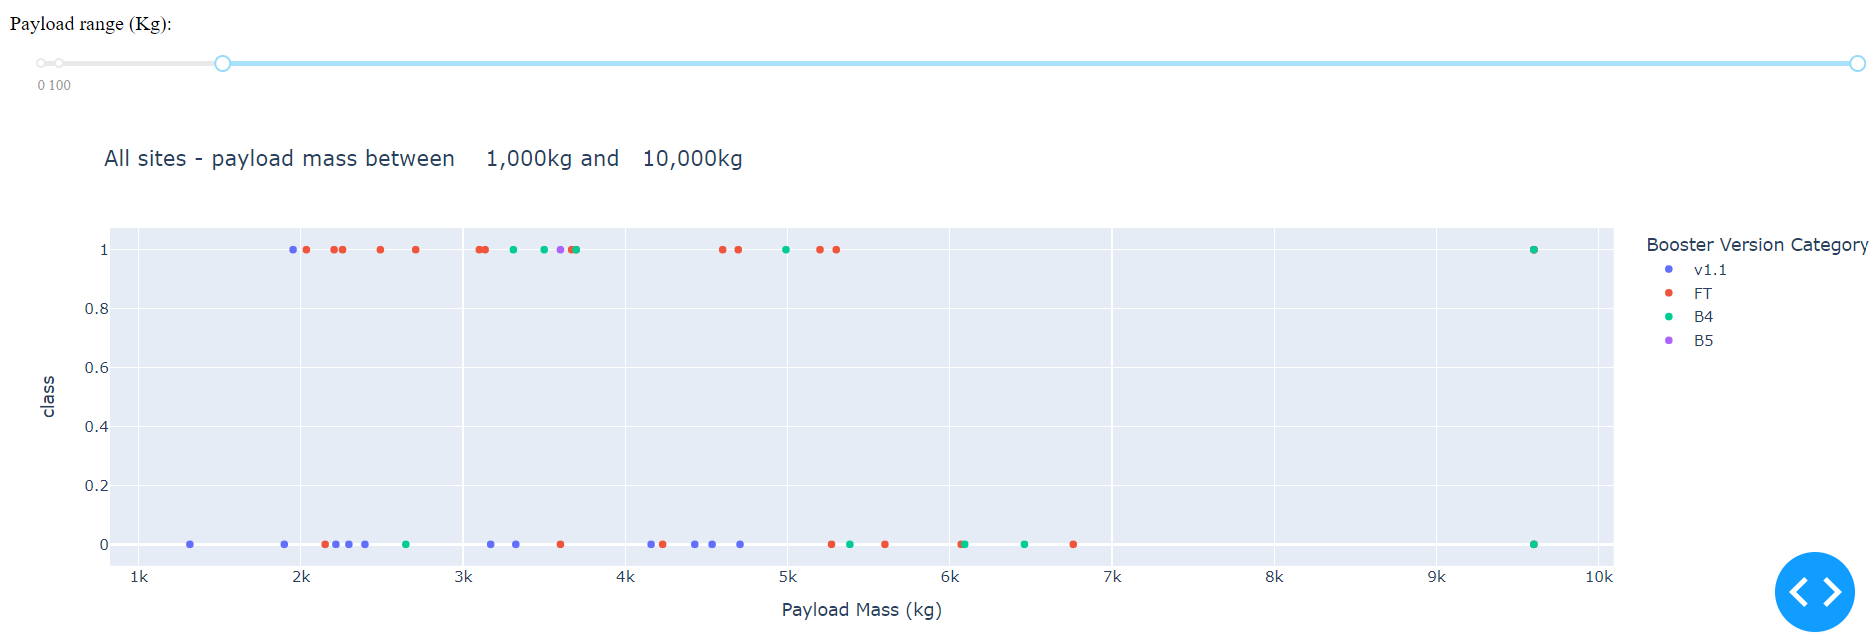 Payload range (Kg):
0 100
All sites - payload mass between 1,000kg and 10,000kg
1
0.8
0.6
0.4
0.2
0
class
1k 2k 3k 4k 5k 6k 7k 8k 9k 10k
Payload Mass (kg)
Booster Version Category
v1.1
FT
B4
B5